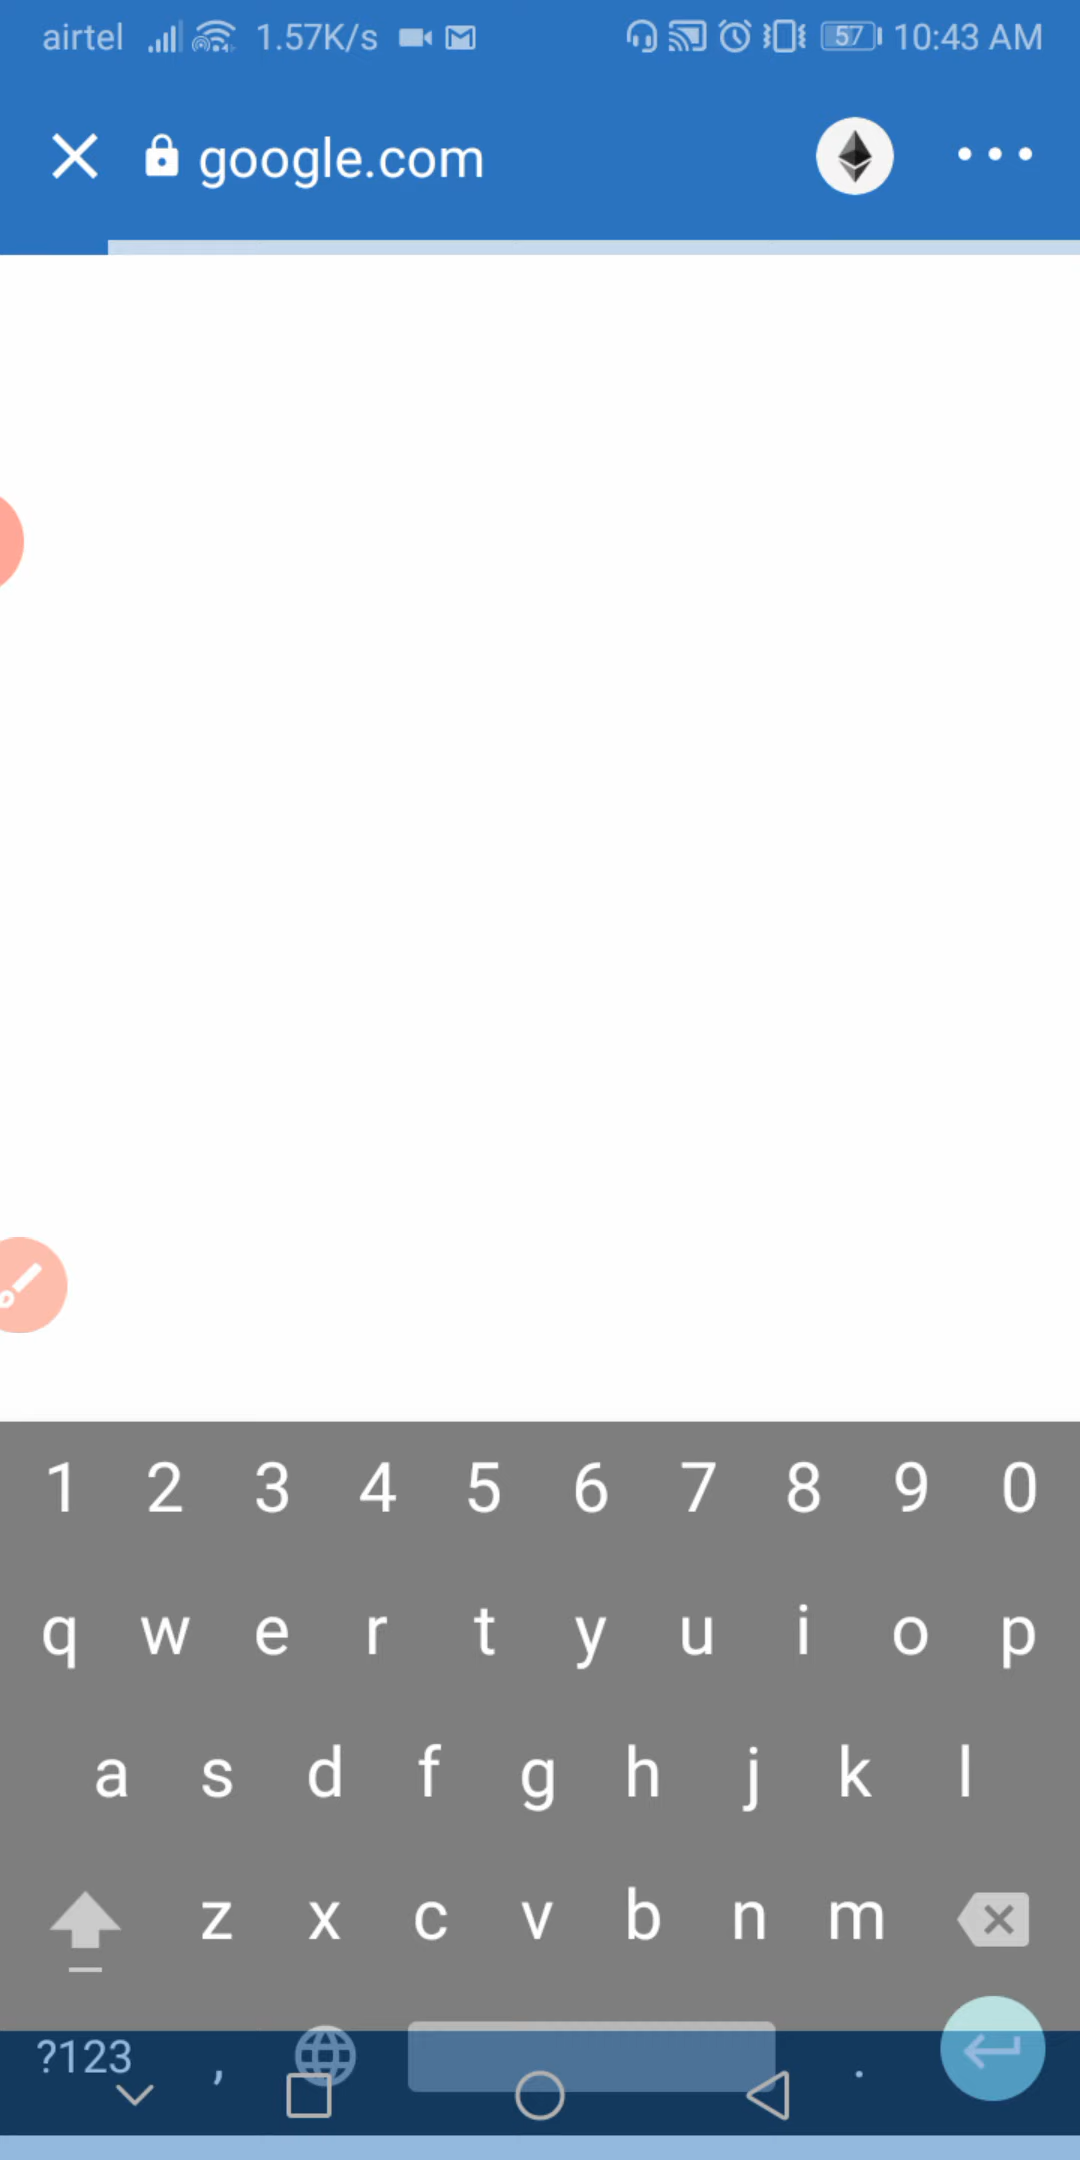 airtel 1.57K/s 57 10:43 AM
google.com
1 2 3 4 5 6 7 8 9 0
q w e r t y u i o p
a s d f g h j k l
z x c v b n m
?123 , .